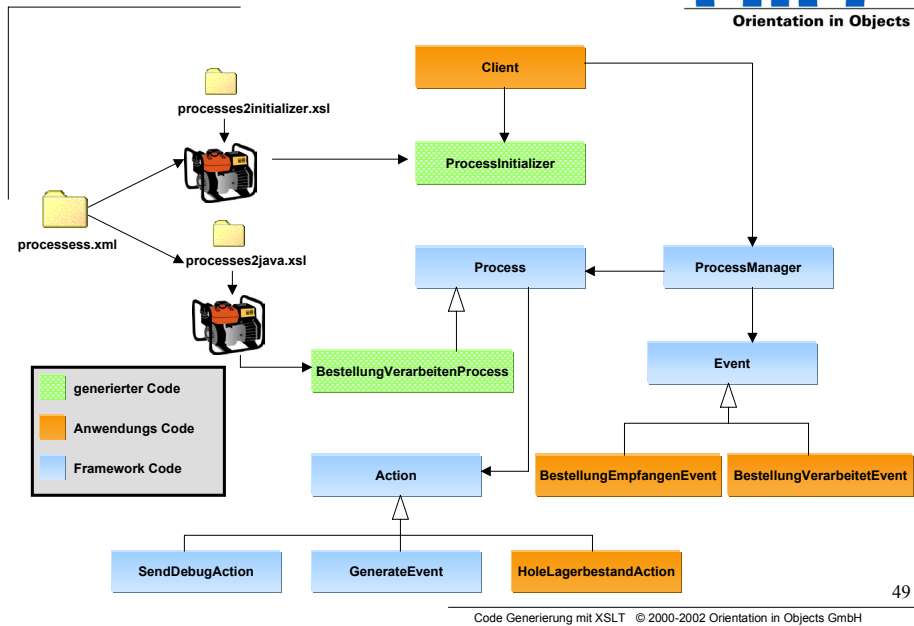 Orientation in Objects
Client
processes2initializer.xsl
ProcessInitializer
processess.xml
processes2java.xsl
Process
ProcessManager
BestellungVerarbeitenProcess
Event
generierter Code
Anwendungs Code
Framework Code
Action
BestellungEmpfangenEvent
BestellungVerarbeitetEvent
SendDebugAction
GenerateEvent
HoleLagerbestandAction
49
Code Generierung mit XSLT © 2000-2002 Orientation in Objects GmbH